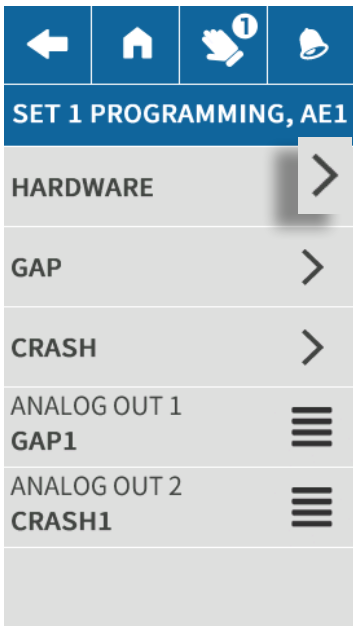 1
SET 1 PROGRAMMING, AE1
HARDWARE
GAP
CRASH
ANALOG OUT 1
GAP1
ANALOG OUT 2
CRASH1